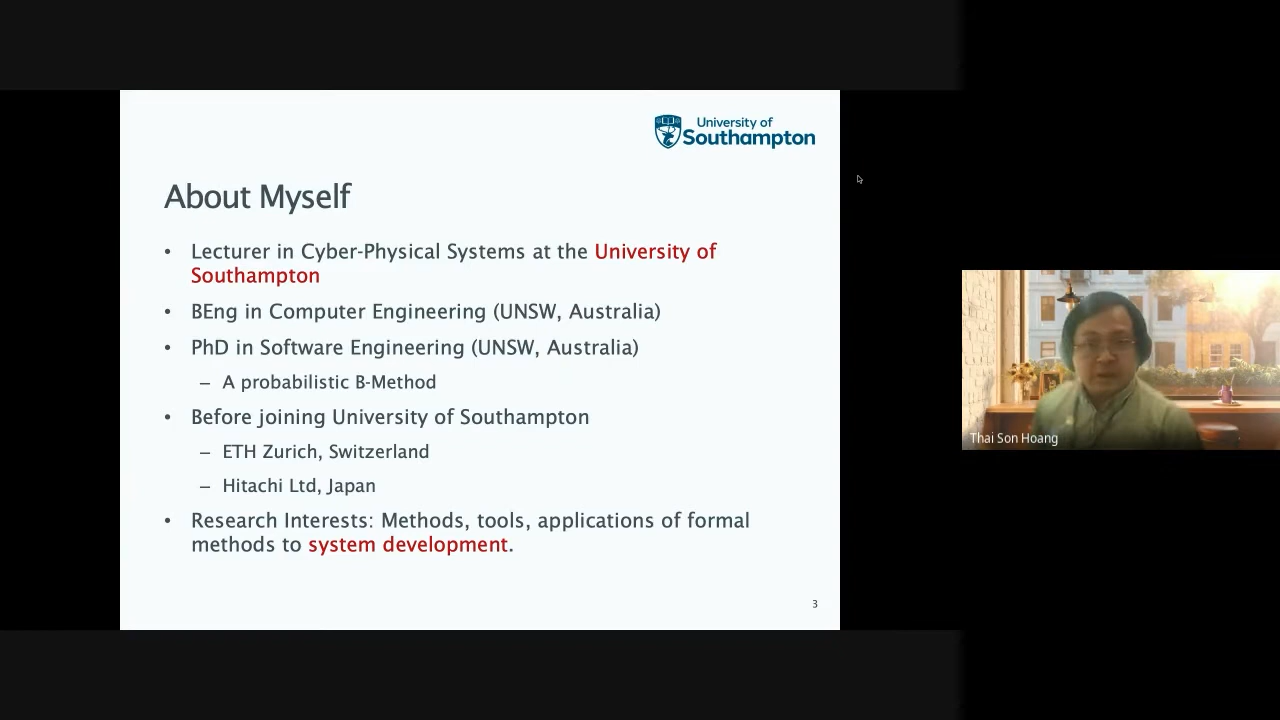 University of
Southampton
About Myself
• Lecturer in Cyber-Physical Systems at the University of
Southampton
• BEng in Computer Engineering (UNSW, Australia)
• PhD in Software Engineering (UNSW, Australia)
– A probabilistic B-Method
• Before joining University of Southampton
– ETH Zurich, Switzerland
– Hitachi Ltd, Japan
• Research Interests: Methods, tools, applications of formal
methods to system development.
3
Thai Son Hoang